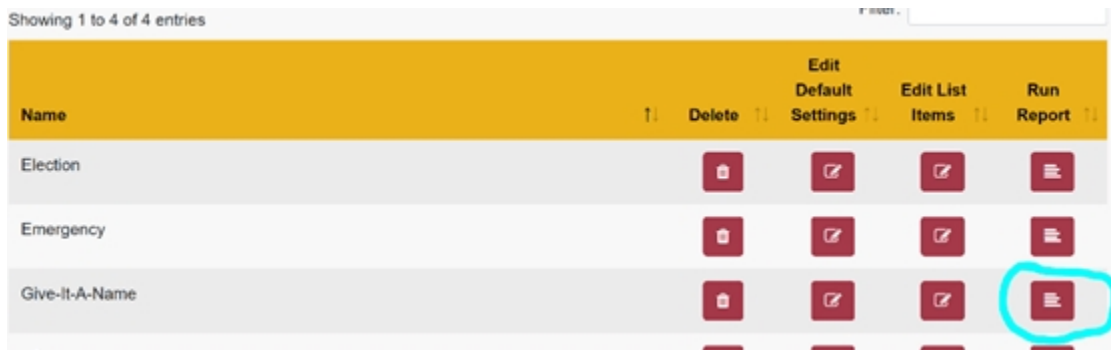 Showing 1 to 4 of 4 entries
Filter:
Edit
Default Edit List Run
Name Delete Settings Items Report
Election
Emergency
Give-It-A-Name